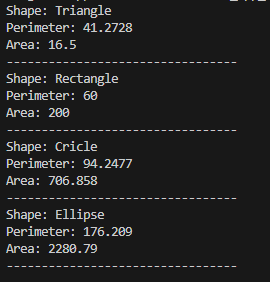 Shape: Triangle
Perimeter: 41.2728
Area: 16.5
---------------------------------
Shape: Rectangle
Perimeter: 60
Area: 200
---------------------------------
Shape: Cricle
Perimeter: 94.2477
Area: 706.858
---------------------------------
Shape: Ellipse
Perimeter: 176.209
Area: 2280.79
---------------------------------